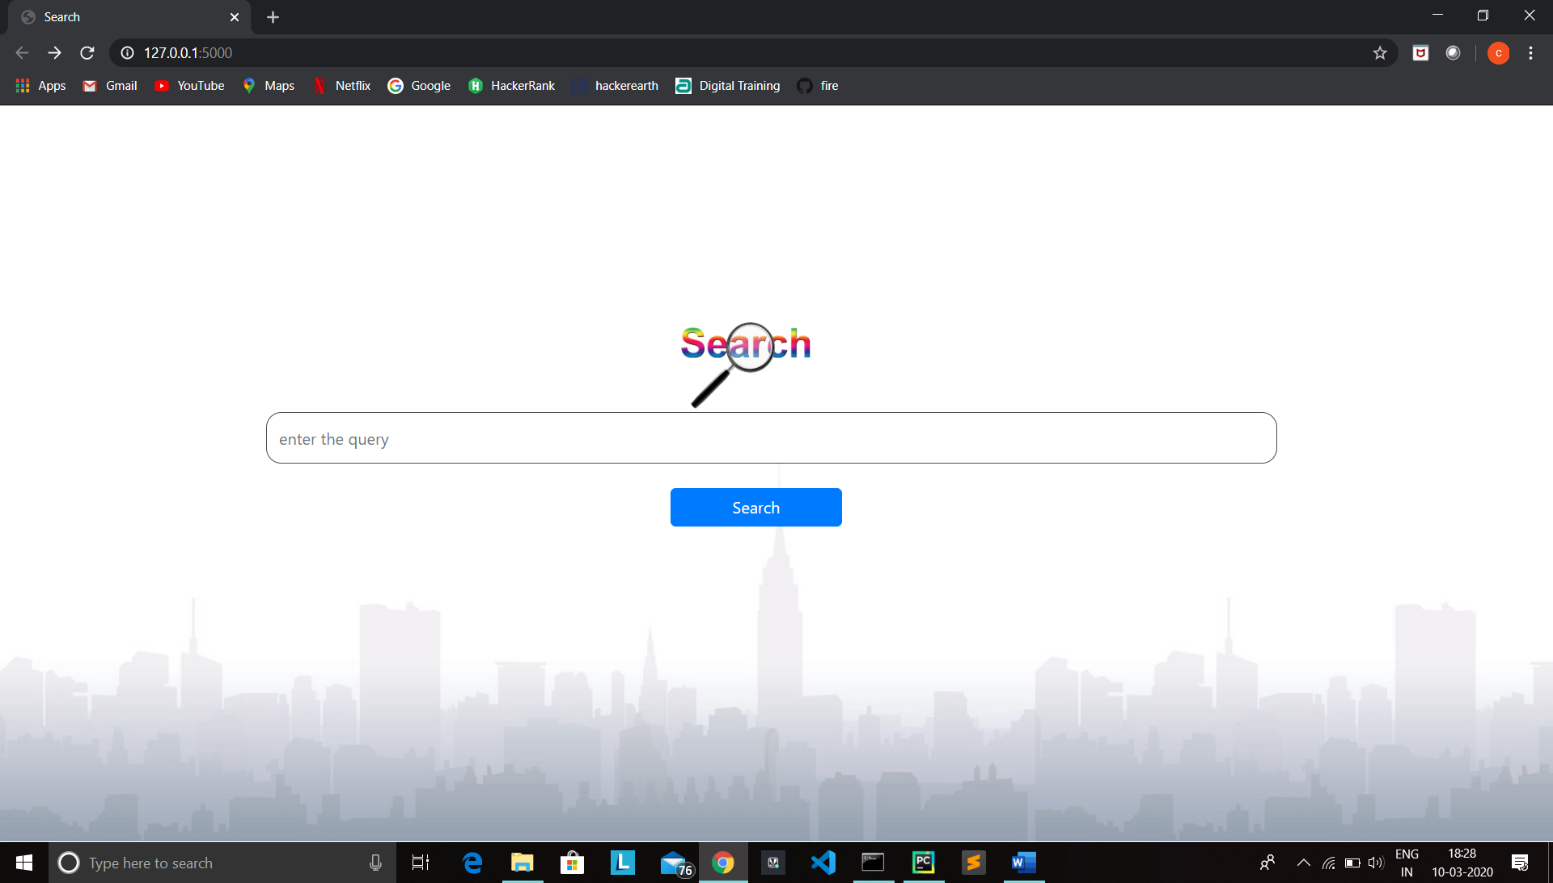 Search
127.0.0.1:5000
C
Apps Gmail YouTube Maps Netflix Google HackerRank hackerearth Digital Training fire
Search
enter the query
Search
Type here to search
76
PC
ENG
IN
18:28
10-03-2020